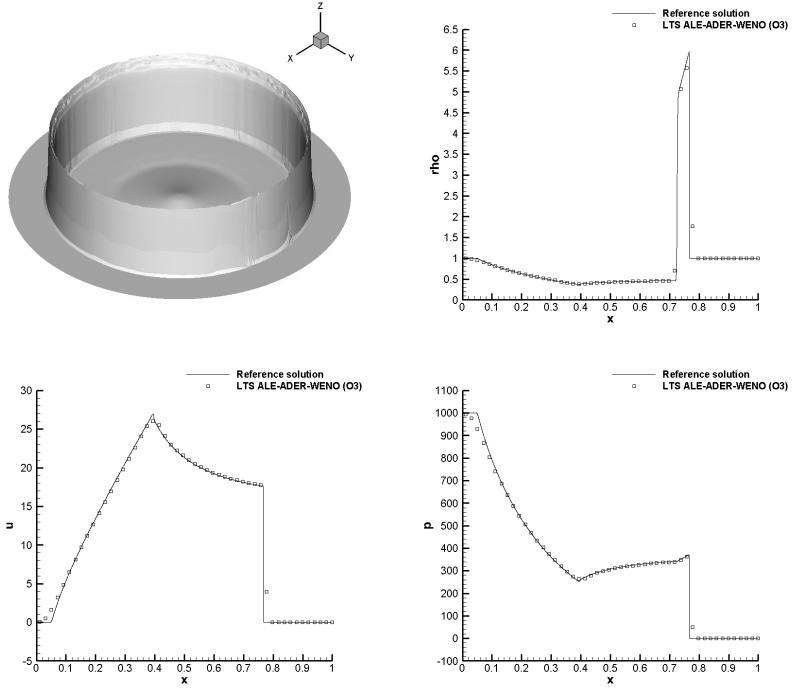 Z
X
Y
Reference solution
LTS ALE-ADER-WENO (O3)
6.5
6
5.5
5
4.5
4
3.5
3
2.5
2
1.5
1
0.5
0
rho
0 0.1 0.2 0.3 0.4 0.5 0.6 0.7 0.8 0.9 1
x
Reference solution
LTS ALE-ADER-WENO (O3)
30
25
20
15
10
5
0
-5
u
0 0.1 0.2 0.3 0.4 0.5 0.6 0.7 0.8 0.9 1
x
Reference solution
LTS ALE-ADER-WENO (O3)
1100
1000
900
800
700
600
500
400
300
200
100
0
-100
p
0 0.1 0.2 0.3 0.4 0.5 0.6 0.7 0.8 0.9 1
x